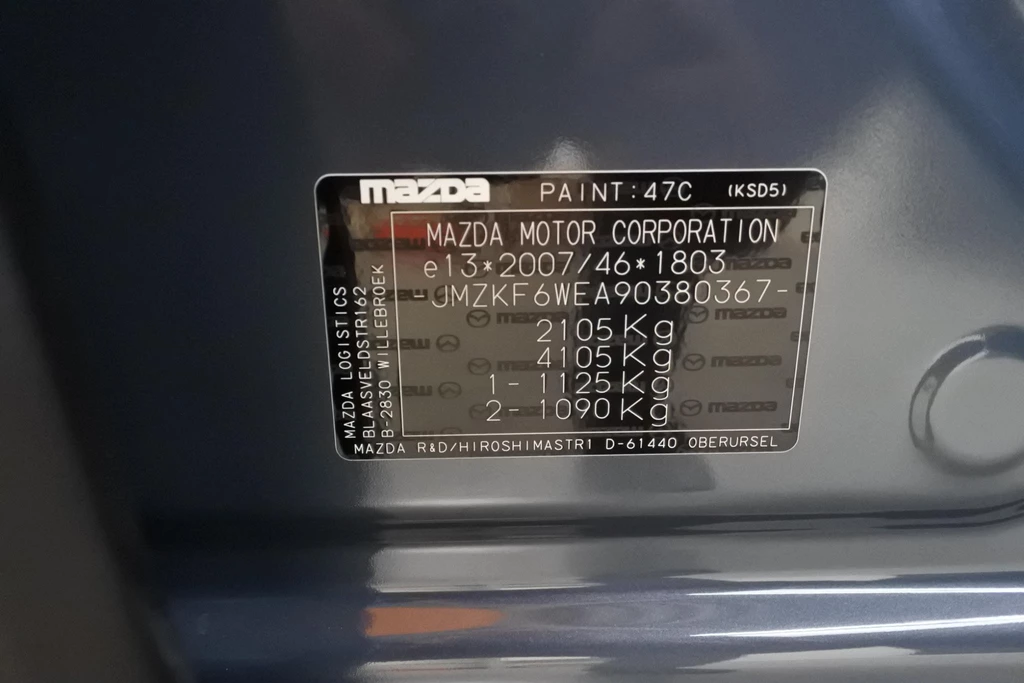 mazda PAINT:47C (KSD5)
MAZDA MOTOR CORPORATION
e13*2007/46*1803
-JMZKF6WEA90380367-
2105Kg
4105Kg
1-1125Kg
2-1090Kg
MAZDA LOGISTICS
BLAASVELDSTR162
B-2830 WILLEBROEK
MAZDA R&D/HIROSHIMASTR1 D-61440 OBERURSEL